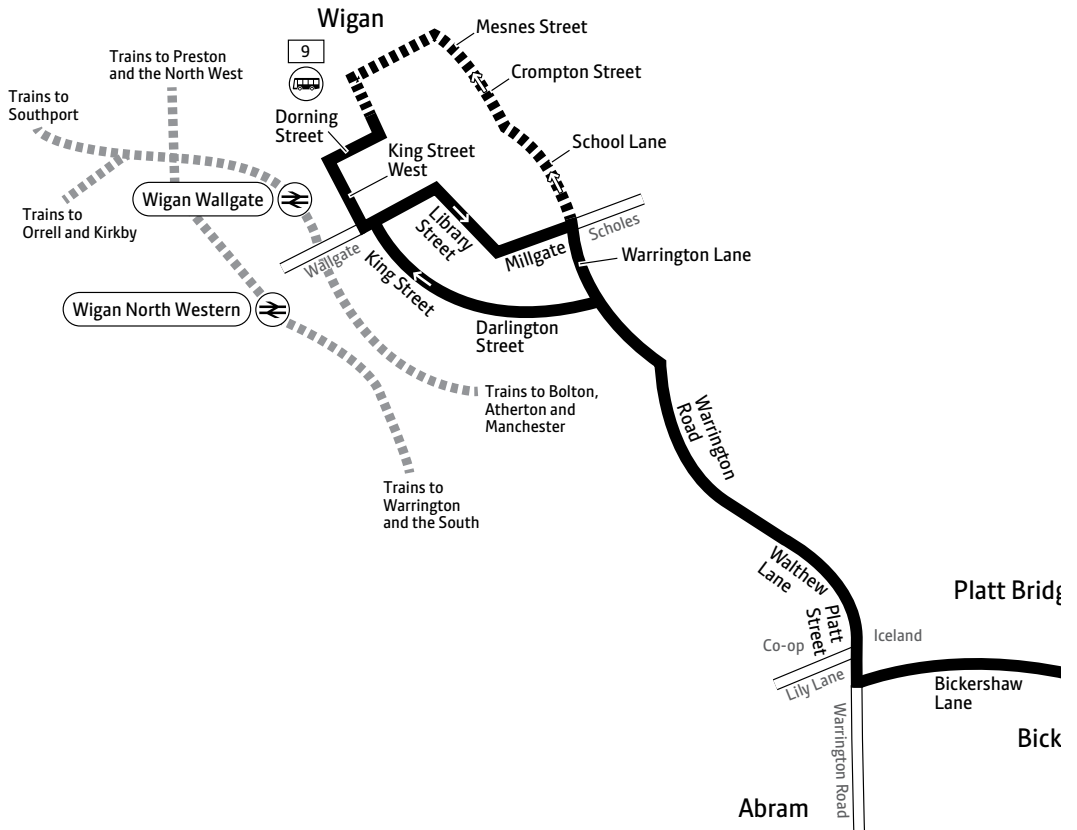 Wigan
9
Mesnes Street
Crompton Street
Trains to Preston
and the North West
Trains to
Southport
Dorning
Street
School Lane
King Street
West
Wigan Wallgate
Trains to
Orrell and Kirkby
Library
Street
Scholes
Wallgate
Millgate
Warrington Lane
King Street
Wigan North Western
Darlington
Street
Trains to Bolton,
Atherton and
Manchester
Warrington
Road
Trains to
Warrington
and the South
Walthew
Lane
Platt Bridg
Platt
Street
Iceland
Co-op
Lily Lane
Bickershaw
Lane
Warrington Road
Bick
Abram